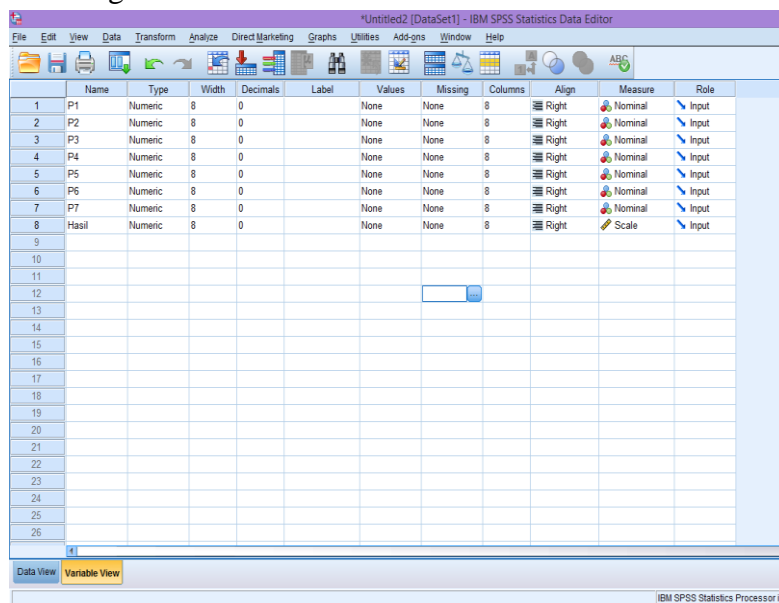 *Untitled2 [DataSet1] - IBM SPSS Statistics Data Editor
File Edit View Data Transform Analyze Direct Marketing Graphs Utilities Add-ons Window Help
Name Type Width Decimals Label Values Missing Columns Align Measure Role
1 P1 Numeric 8 0 None None 8 Right Nominal Input
2 P2 Numeric 8 0 None None 8 Right Nominal Input
3 P3 Numeric 8 0 None None 8 Right Nominal Input
4 P4 Numeric 8 0 None None 8 Right Nominal Input
5 P5 Numeric 8 0 None None 8 Right Nominal Input
6 P6 Numeric 8 0 None None 8 Right Nominal Input
7 P7 Numeric 8 0 None None 8 Right Nominal Input
8 Hasil Numeric 8 0 None None 8 Right Scale Input
9
10
11
12 ...
13
14
15
16
17
18
19
20
21
22
23
24
25
26
Data View Variable View
IBM SPSS Statistics Processor i